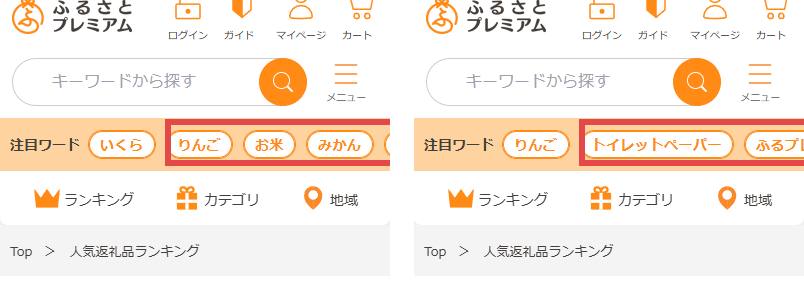 ふるさと
プレミアム
ログイン ガイド マイページ カート
キーワードから探す
メニュー
注目ワード いくら りんご お米 みかん
ランキング カテゴリ 地域
Top > 人気返礼品ランキング
ふるさと
プレミアム
ログイン ガイド マイページ カート
キーワードから探す
メニュー
注目ワード りんご トイレットペーパー ふるプレ
ランキング カテゴリ 地域
Top > 人気返礼品ランキング